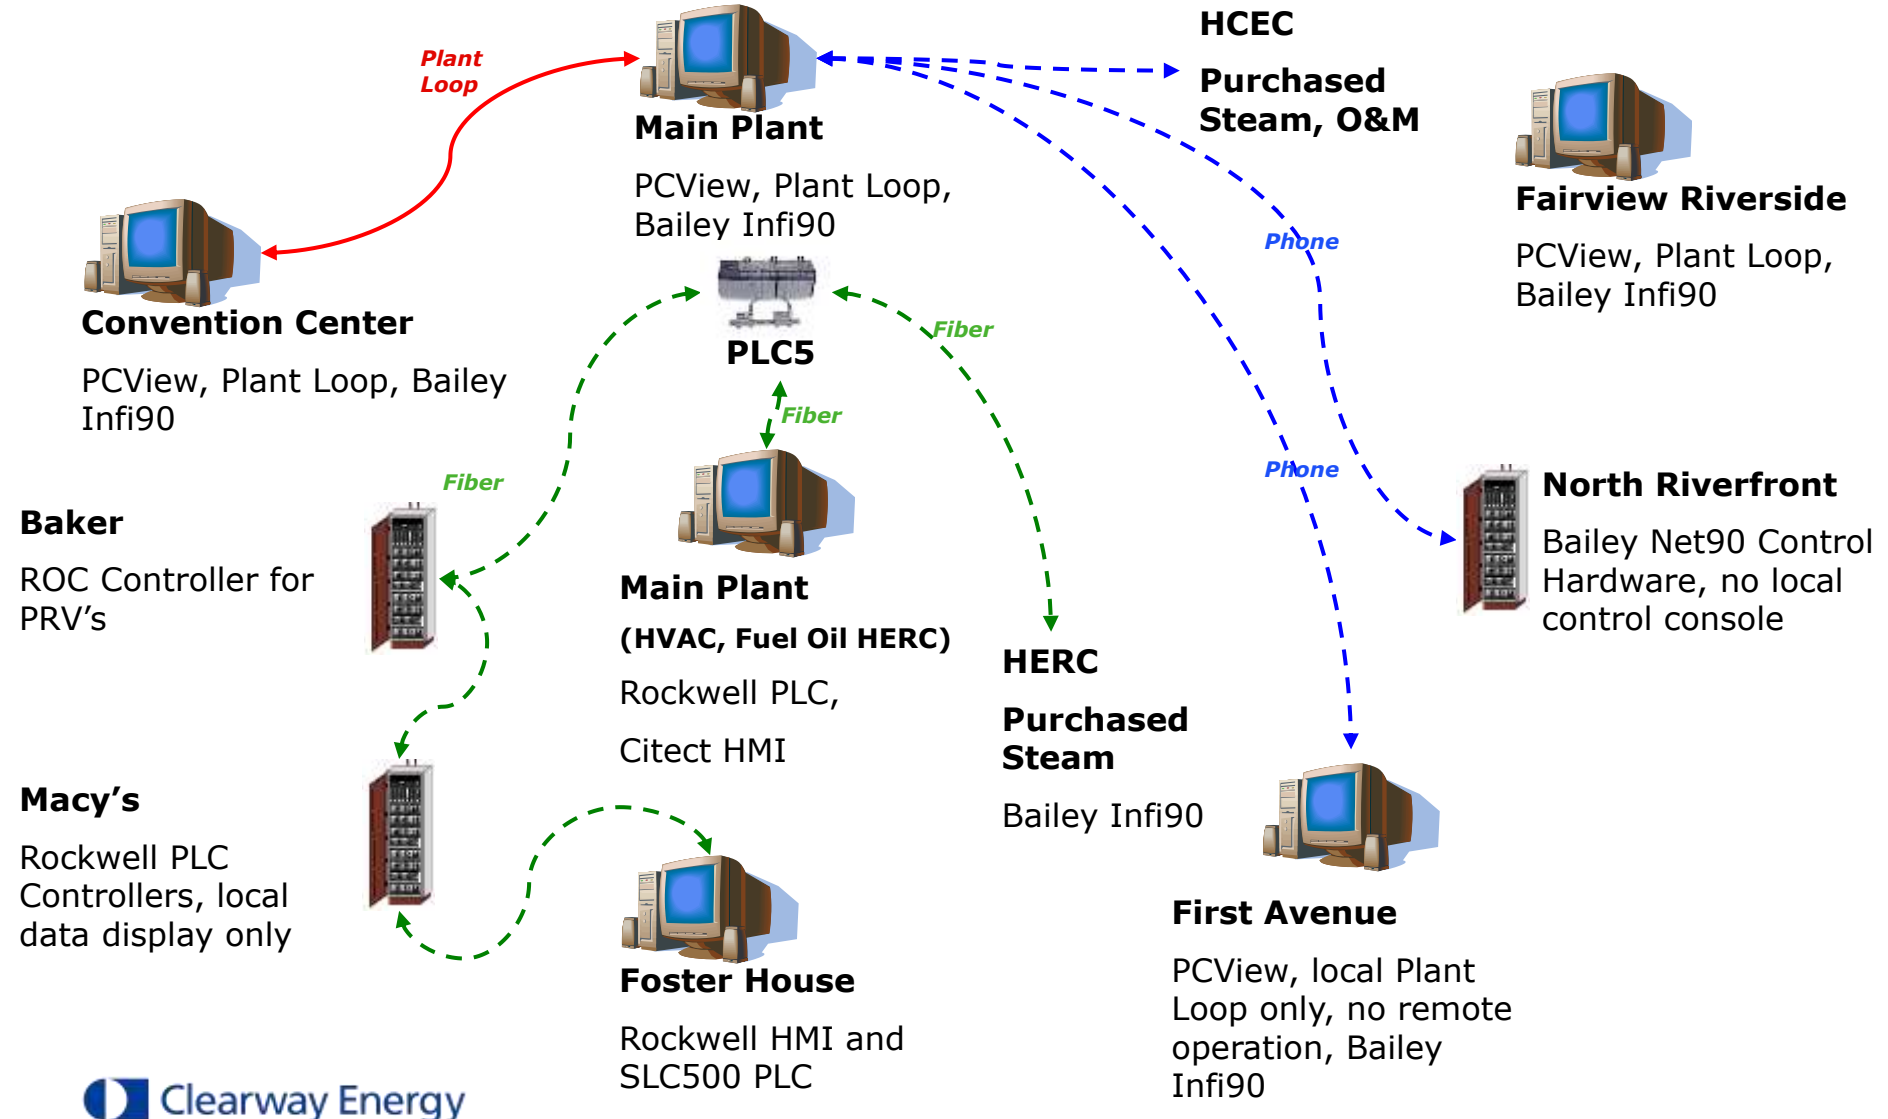 Plant
Loop
Main Plant
PCView, Plant Loop,
Bailey Infi90
HCEC
Purchased
Steam, O&M
Fairview Riverside
PCView, Plant Loop,
Bailey Infi90
Convention Center
PCView, Plant Loop, Bailey
Infi90
PLC5
Fiber
Fiber
Fiber
Phone
Phone
Baker
ROC Controller for
PRV’s
Main Plant
(HVAC, Fuel Oil HERC)
Rockwell PLC,
Citect HMI
HERC
Purchased
Steam
Bailey Infi90
North Riverfront
Bailey Net90 Control
Hardware, no local
control console
Macy’s
Rockwell PLC
Controllers, local
data display only
Foster House
Rockwell HMI and
SLC500 PLC
First Avenue
PCView, local Plant
Loop only, no remote
operation, Bailey
Infi90
Clearway Energy